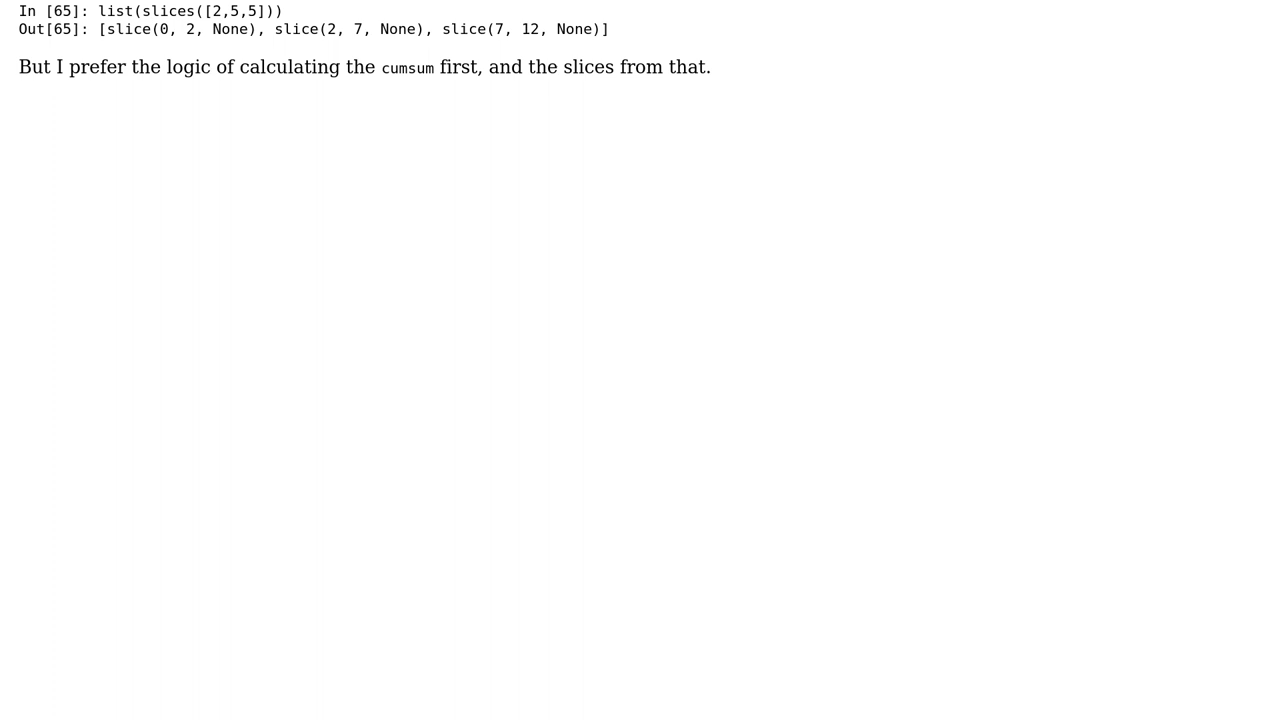 In [65]: list(slices([2,5,5]))
Out[65]: [slice(0, 2, None), slice(2, 7, None), slice(7, 12, None)]
But I prefer the logic of calculating the cumsum first, and the slices from that.